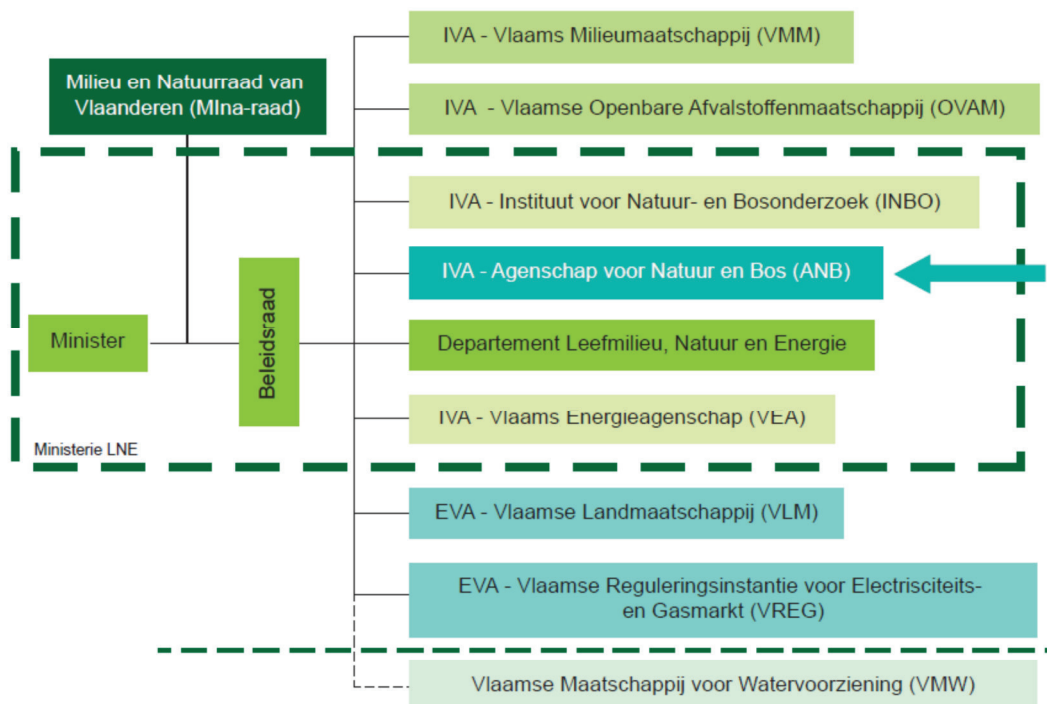 IVA - Vlaams Milieumaatschappij (VMM)
Milieu en Natuurraad van
Vlaanderen (MIna-raad)
IVA - Vlaamse Openbare Afvalstoffenmaatschappij (OVAM)
IVA - Instituut voor Natuur- en Bosonderzoek (INBO)
IVA - Agenschap voor Natuur en Bos (ANB)
Minister
Beleidsraad
Departement Leefmilieu, Natuur en Energie
IVA - Vlaams Energieagenschap (VEA)
Ministerie LNE
EVA - Vlaamse Landmaatschappij (VLM)
EVA - Vlaamse Reguleringsinstantie voor Electrisciteits-
en Gasmarkt (VREG)
Vlaamse Maatschappij voor Watervoorziening (VMW)